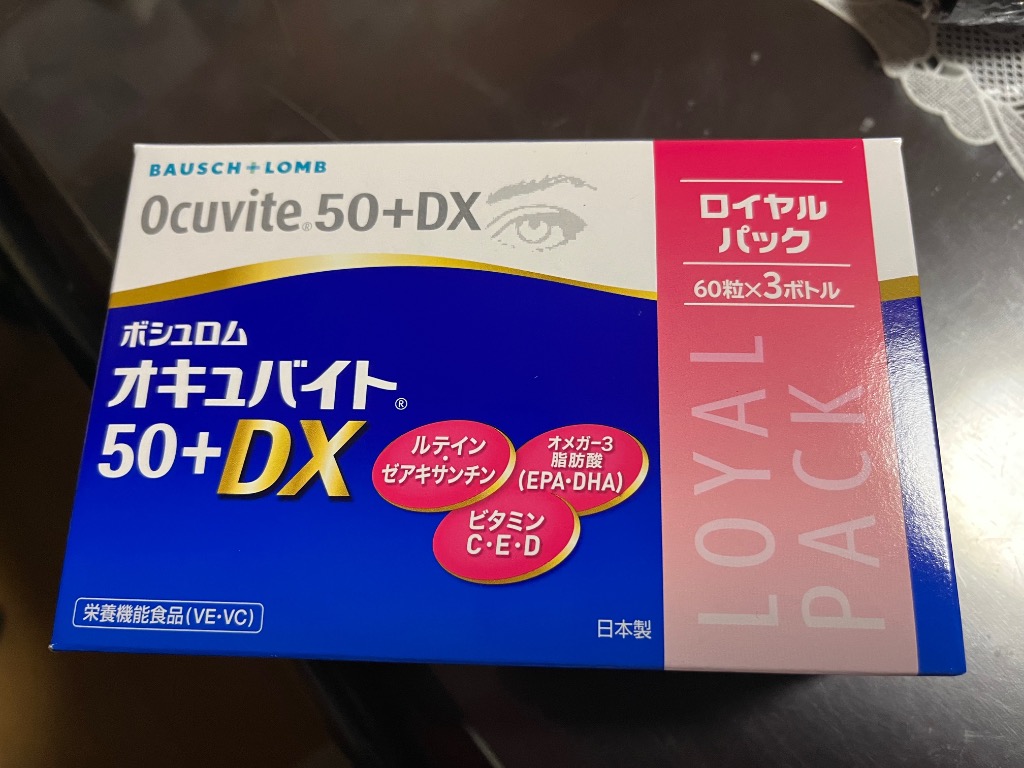 BAUSCH+LOMB
Ocuvite® 50+DX
ボシュロム
オキュバイト®
50+DX
ルテイン
・
ゼアキサンチン
オメガ-3
脂肪酸
(EPA・DHA)
ビタミン
C・E・D
栄養機能食品(VE・VC)
日本製
ロイヤル
パック
60粒×3ボトル
LOYAL
PACK